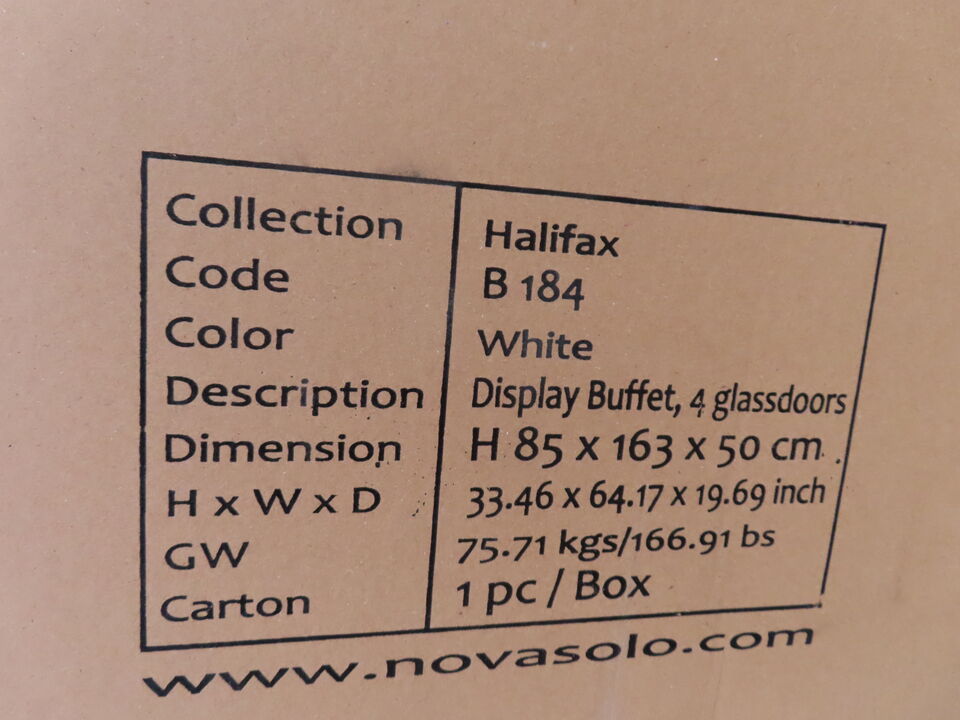 Collection Halifax
Code B 184
Color White
Description Display Buffet, 4 glassdoors
Dimension H 85 x 163 x 50 cm.
H x W x D 33.46 x 64.17 x 19.69 inch
GW 75.71 kgs/166.91 bs
Carton 1 pc / Box
www.novasolo.com